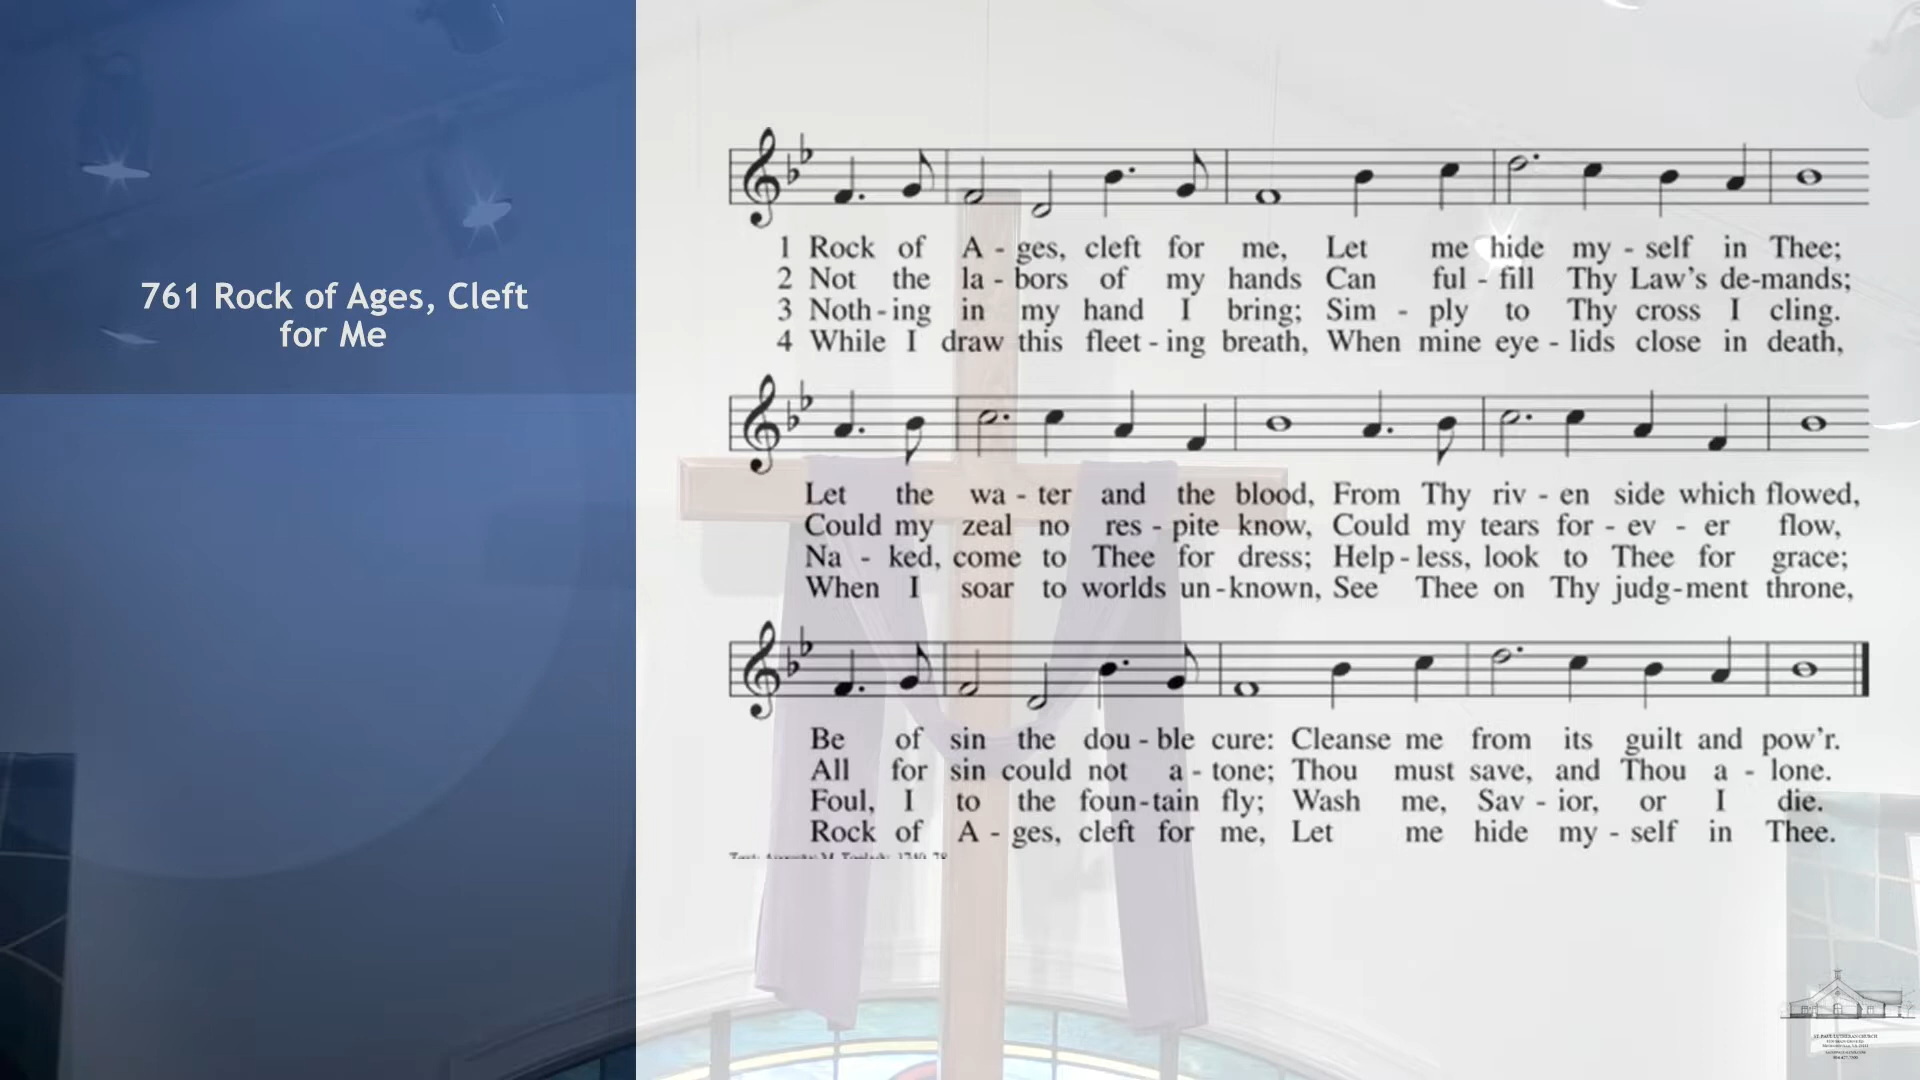 761 Rock of Ages, Cleft
for Me
1 Rock of A - ges, cleft for me, Let me hide my - self in Thee;
2 Not the la - bors of my hands Can ful - fill Thy Law's de-mands;
3 Noth - ing in my hand I bring; Sim - ply to Thy cross I cling.
4 While I draw this fleet - ing breath, When mine eye - lids close in death,
Let the wa - ter and the blood, From Thy riv - en side which flowed,
Could my zeal no res - pite know, Could my tears for - ev - er flow,
Na - ked, come to Thee for dress; Help - less, look to Thee for grace;
When I soar to worlds un - known, See Thee on Thy judg - ment throne,
Be of sin the dou - ble cure: Cleanse me from its guilt and pow'r.
All for sin could not a - tone; Thou must save, and Thou a - lone.
Foul, I to the foun - tain fly; Wash me, Sav - ior, or I die.
Rock of A - ges, cleft for me, Let me hide my - self in Thee.
ST. PAUL LUTHERAN CHURCH